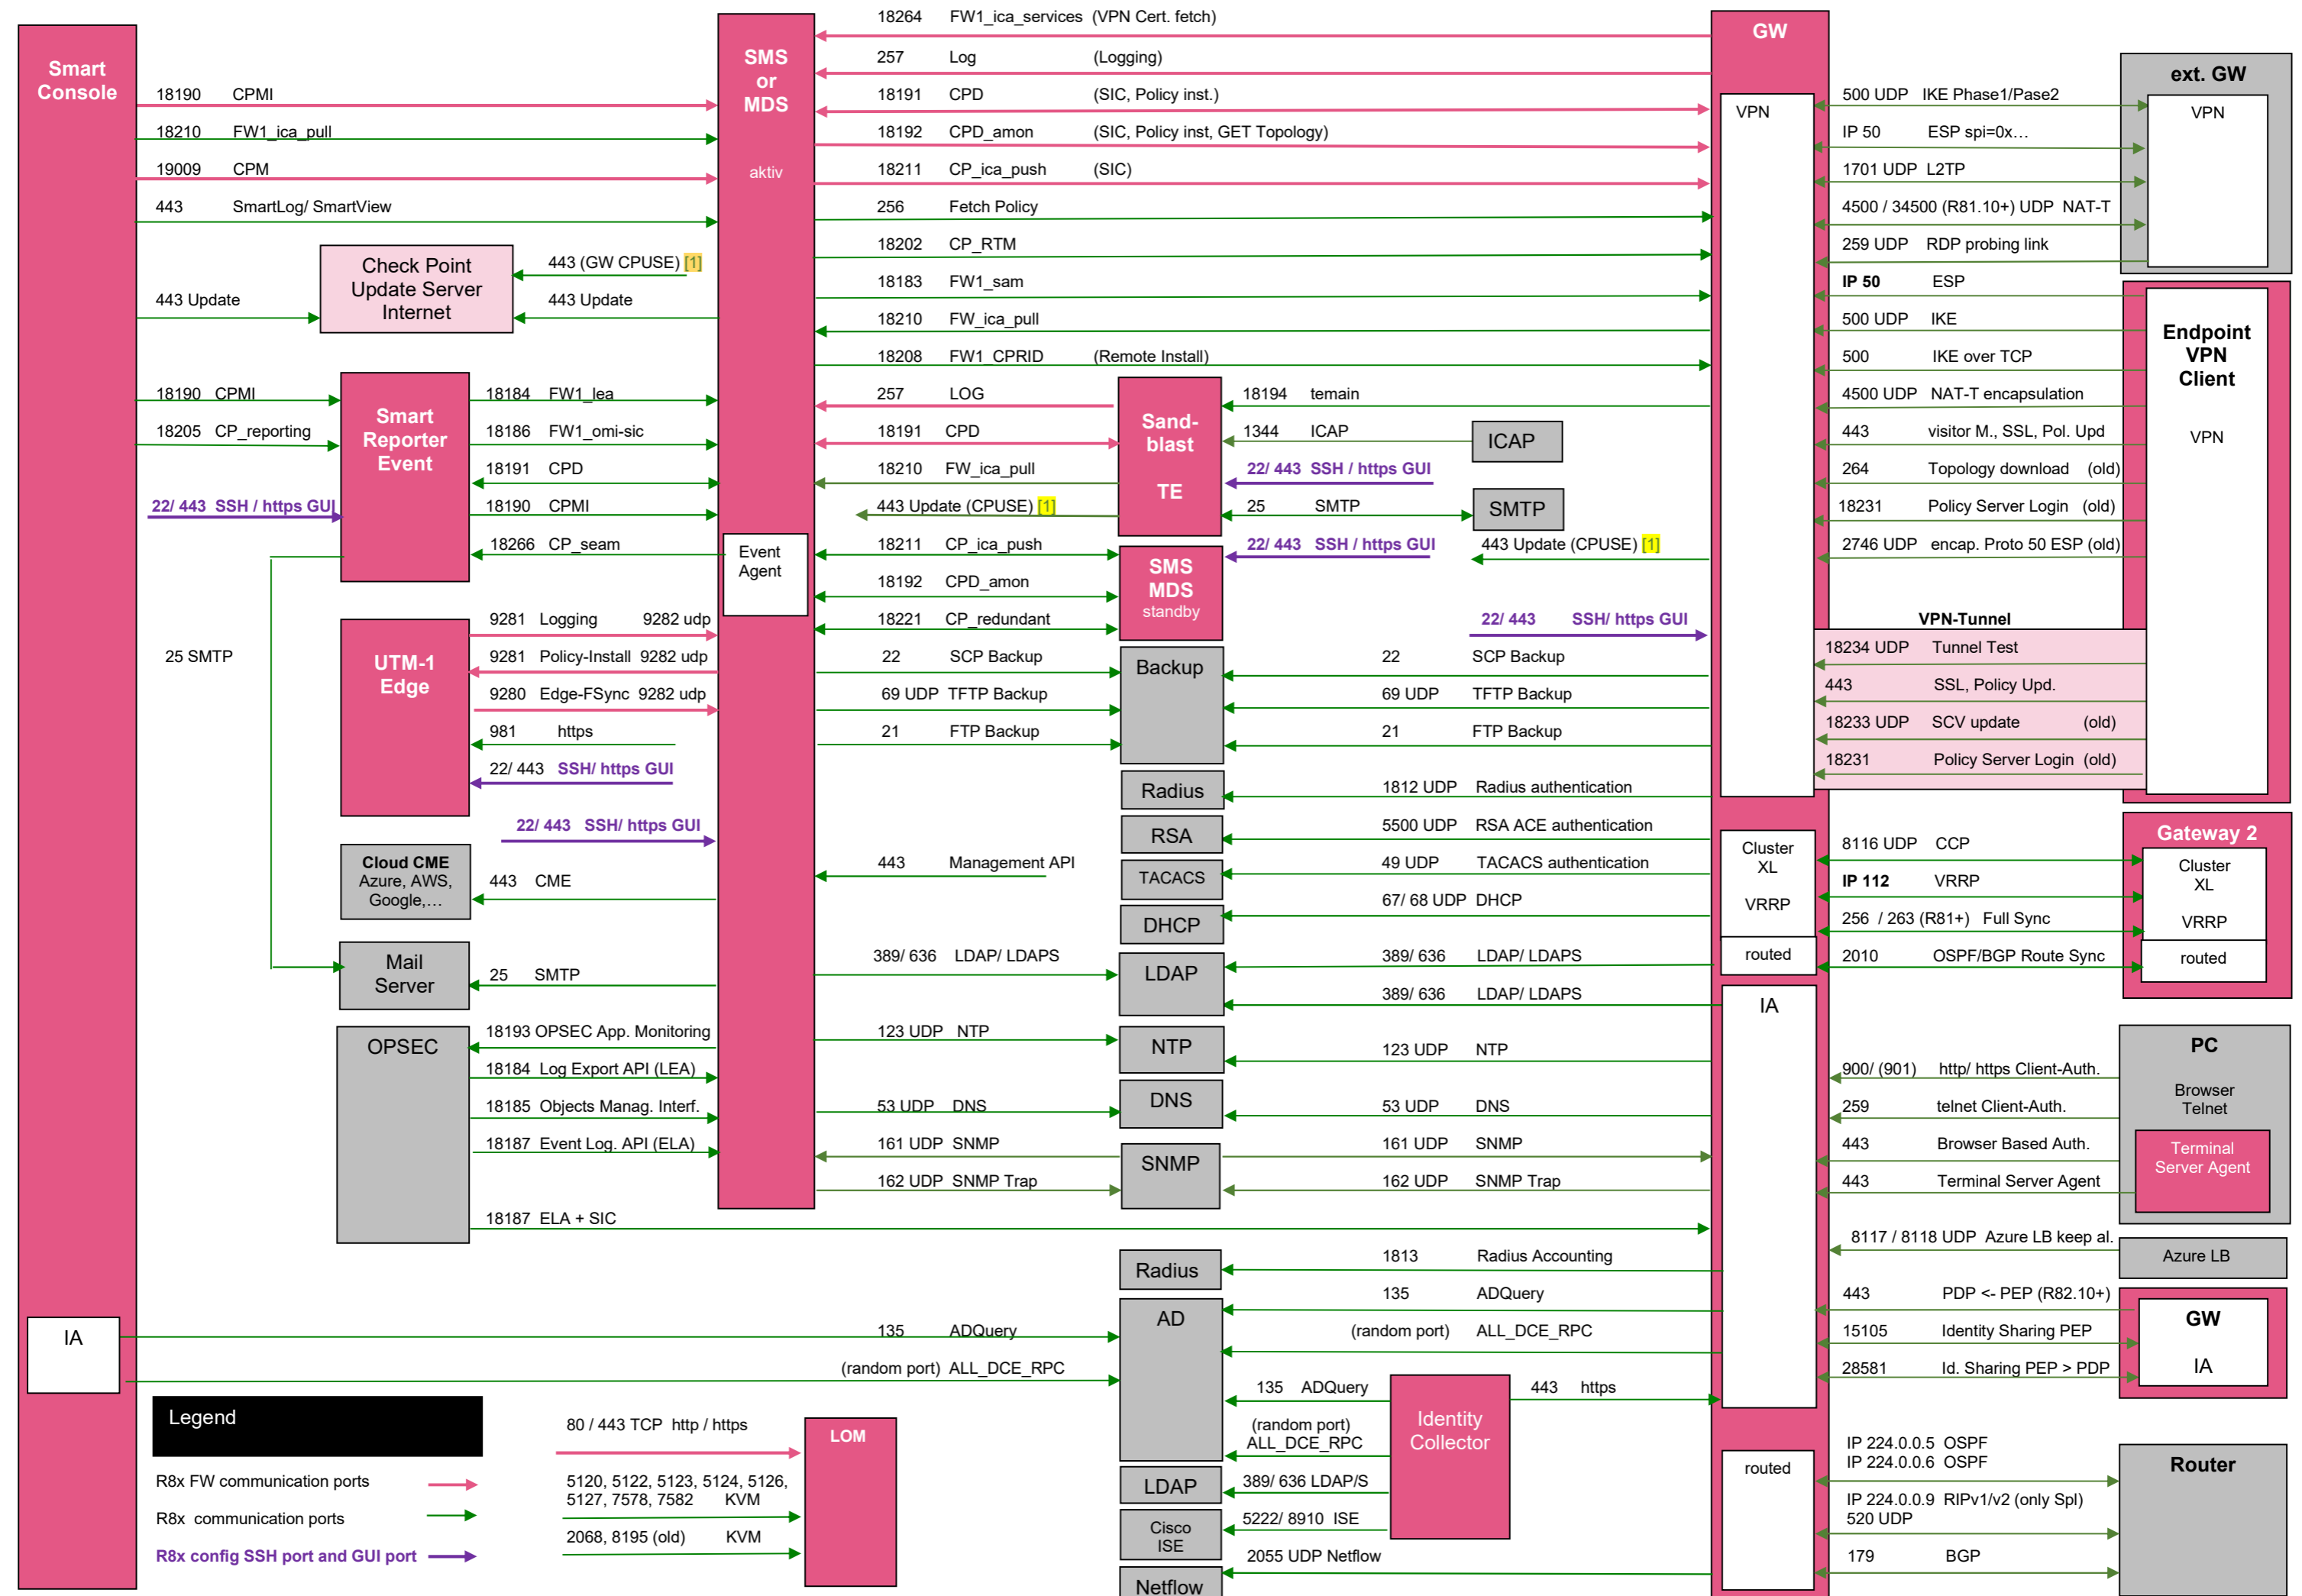 Smart
Console
18190 CPMI
18210 FW1_ica_pull
19009 CPM
443 SmartLog/ SmartView
Check Point
Update Server
Internet
443 Update
443 (GW CPUSE) [1]
443 Update
18190 CPMI
18205 CP_reporting
22/ 443 SSH / https GUI
Smart
Reporter
Event
18184 FW1_lea
18186 FW1_omi-sic
18191 CPD
18190 CPMI
18266 CP_seam
25 SMTP
UTM-1
Edge
9281 Logging 9282 udp
9281 Policy-Install 9282 udp
9280 Edge-FSync 9282 udp
981 https
22/ 443 SSH/ https GUI
22/ 443 SSH/ https GUI
Cloud CME
Azure, AWS,
Google,…
443 CME
Mail
Server
25 SMTP
OPSEC
18193 OPSEC App. Monitoring
18184 Log Export API (LEA)
18185 Objects Manag. Interf.
18187 Event Log. API (ELA)
18187 ELA + SIC
SMS
or
MDS
aktiv
Event
Agent
18264 FW1_ica_services (VPN Cert. fetch)
257 Log (Logging)
18191 CPD (SIC, Policy inst.)
18192 CPD_amon (SIC, Policy inst, GET Topology)
18211 CP_ica_push (SIC)
256 Fetch Policy
18202 CP_RTM
18183 FW1_sam
18210 FW_ica_pull
18208 FW1_CPRID (Remote Install)
257 LOG
18191 CPD
18210 FW_ica_pull
443 Update (CPUSE) [1]
Sand-
blast
TE
18194 temain
1344 ICAP
ICAP
22/ 443 SSH / https GUI
25 SMTP
SMTP
18211 CP_ica_push
18192 CPD_amon
18221 CP_redundant
SMS
MDS
standby
22/ 443 SSH / https GUI
443 Update (CPUSE) [1]
22/ 443 SSH/ https GUI
22 SCP Backup
69 UDP TFTP Backup
21 FTP Backup
Backup
22 SCP Backup
69 UDP TFTP Backup
21 FTP Backup
Radius
1812 UDP Radius authentication
RSA
5500 UDP RSA ACE authentication
443 Management API
TACACS
49 UDP TACACS authentication
DHCP
67/ 68 UDP DHCP
389/ 636 LDAP/ LDAPS
LDAP
389/ 636 LDAP/ LDAPS
389/ 636 LDAP/ LDAPS
123 UDP NTP
NTP
123 UDP NTP
53 UDP DNS
DNS
53 UDP DNS
161 UDP SNMP
162 UDP SNMP Trap
SNMP
161 UDP SNMP
162 UDP SNMP Trap
Radius
1813 Radius Accounting
AD
135 ADQuery
(random port) ALL_DCE_RPC
IA
135 ADQuery
(random port) ALL_DCE_RPC
135 ADQuery
(random port)
ALL_DCE_RPC
Identity
Collector
443 https
LDAP
389/ 636 LDAP/S
Cisco
ISE
5222/ 8910 ISE
2055 UDP Netflow
Netflow
GW
VPN
Cluster
XL
VRRP
routed
IA
routed
500 UDP IKE Phase1/Pase2
IP 50 ESP spi=0x…
1701 UDP L2TP
4500 / 34500 (R81.10+) UDP NAT-T
259 UDP RDP probing link
ext. GW
VPN
IP 50 ESP
500 UDP IKE
500 IKE over TCP
4500 UDP NAT-T encapsulation
443 visitor M., SSL, Pol. Upd
264 Topology download (old)
18231 Policy Server Login (old)
2746 UDP encap. Proto 50 ESP (old)
Endpoint
VPN
Client
VPN
VPN-Tunnel
18234 UDP Tunnel Test
443 SSL, Policy Upd.
18233 UDP SCV update (old)
18231 Policy Server Login (old)
8116 UDP CCP
IP 112 VRRP
256 / 263 (R81+) Full Sync
2010 OSPF/BGP Route Sync
Gateway 2
Cluster
XL
VRRP
routed
900/ (901) http/ https Client-Auth.
259 telnet Client-Auth.
443 Browser Based Auth.
443 Terminal Server Agent
PC
Browser
Telnet
Terminal
Server Agent
8117 / 8118 UDP Azure LB keep al.
Azure LB
443 PDP <- PEP (R82.10+)
15105 Identity Sharing PEP
28581 Id. Sharing PEP > PDP
GW
IA
IP 224.0.0.5 OSPF
IP 224.0.0.6 OSPF
IP 224.0.0.9 RIPv1/v2 (only Spl)
520 UDP
179 BGP
Router
Legend
R8x FW communication ports
R8x communication ports
R8x config SSH port and GUI port
80 / 443 TCP http / https
5120, 5122, 5123, 5124, 5126,
5127, 7578, 7582 KVM
2068, 8195 (old) KVM
LOM